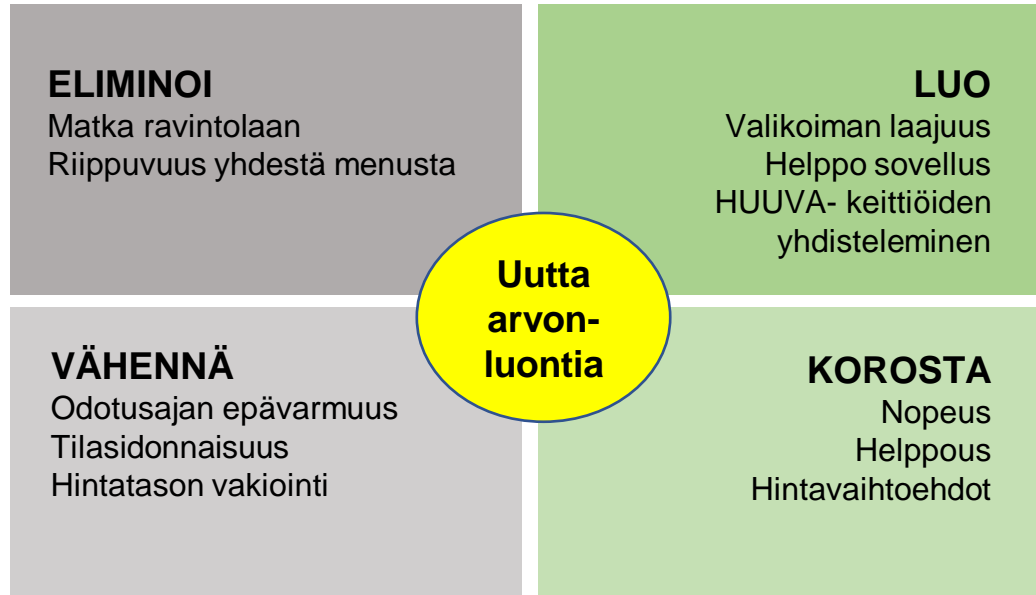 ELIMINOI
Matka ravintolaan
Riippuvuus yhdestä menusta
LUO
Valikoiman laajuus
Helppo sovellus
HUUVA- keittiöiden
yhdisteleminen
Uutta
arvon-
luontia
VÄHENNÄ
Odotusajan epävarmuus
Tilasidonnaisuus
Hintatason vakiointi
KOROSTA
Nopeus
Helppous
Hintavaihtoehdot